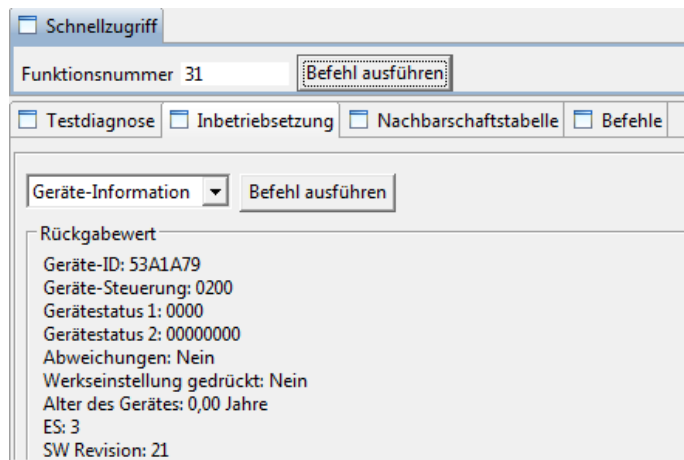 Schnellzugriff
Funktionsnummer 31 Befehl ausführen
Testdiagnose Inbetriebsetzung Nachbarschaftstabelle Befehle
Geräte-Information Befehl ausführen
Rückgabewert
Geräte-ID: 53A1A79
Geräte-Steuerung: 0200
Gerätestatus 1: 0000
Gerätestatus 2: 00000000
Abweichungen: Nein
Werkseinstellung gedrückt: Nein
Alter des Gerätes: 0,00 Jahre
ES: 3
SW Revision: 21